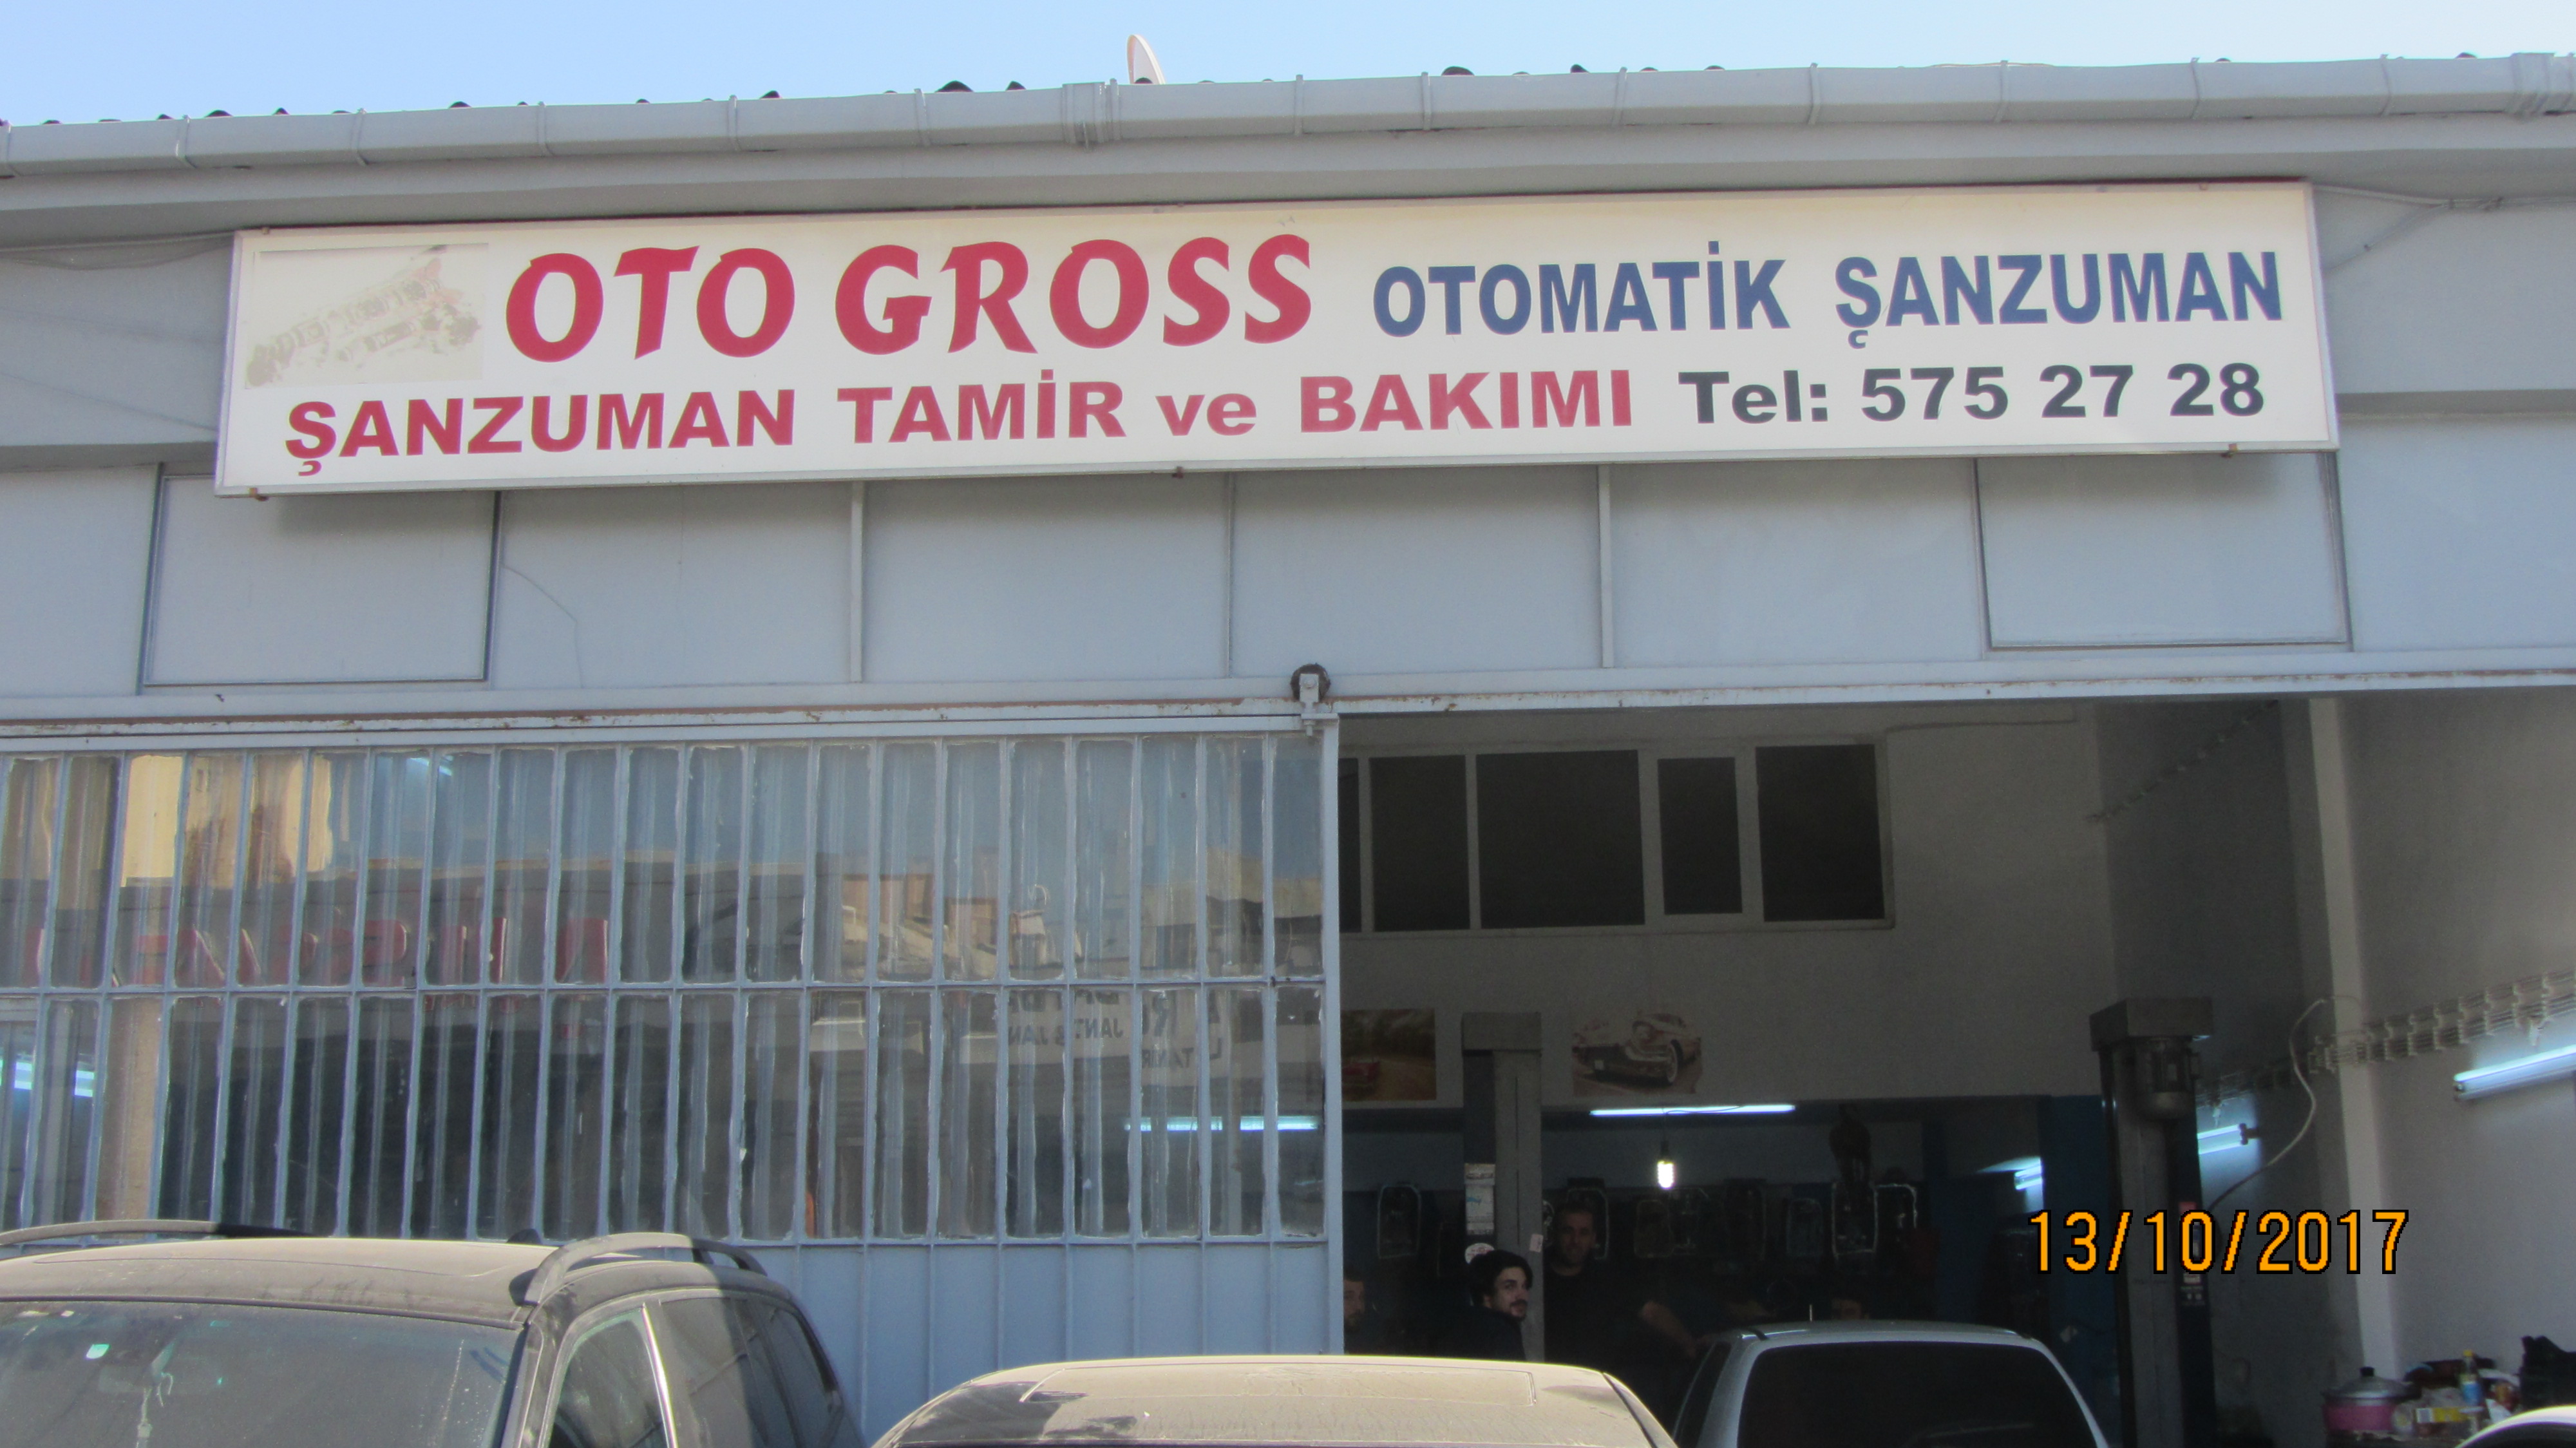 OTO GROSS OTOMATİK ŞANZUMAN
ŞANZUMAN TAMİR ve BAKIMI Tel: 575 27 28
13/10/2017